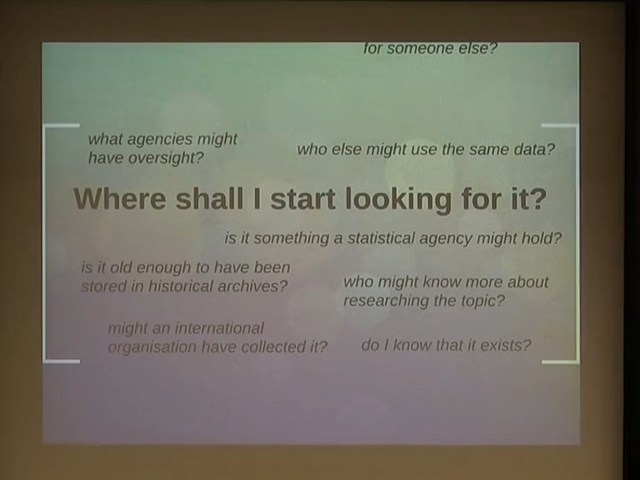 for someone else?
what agencies might
have oversight?
who else might use the same data?
Where shall I start looking for it?
is it something a statistical agency might hold?
is it old enough to have been
stored in historical archives?
who might know more about
researching the topic?
might an international
organisation have collected it?
do I know that it exists?